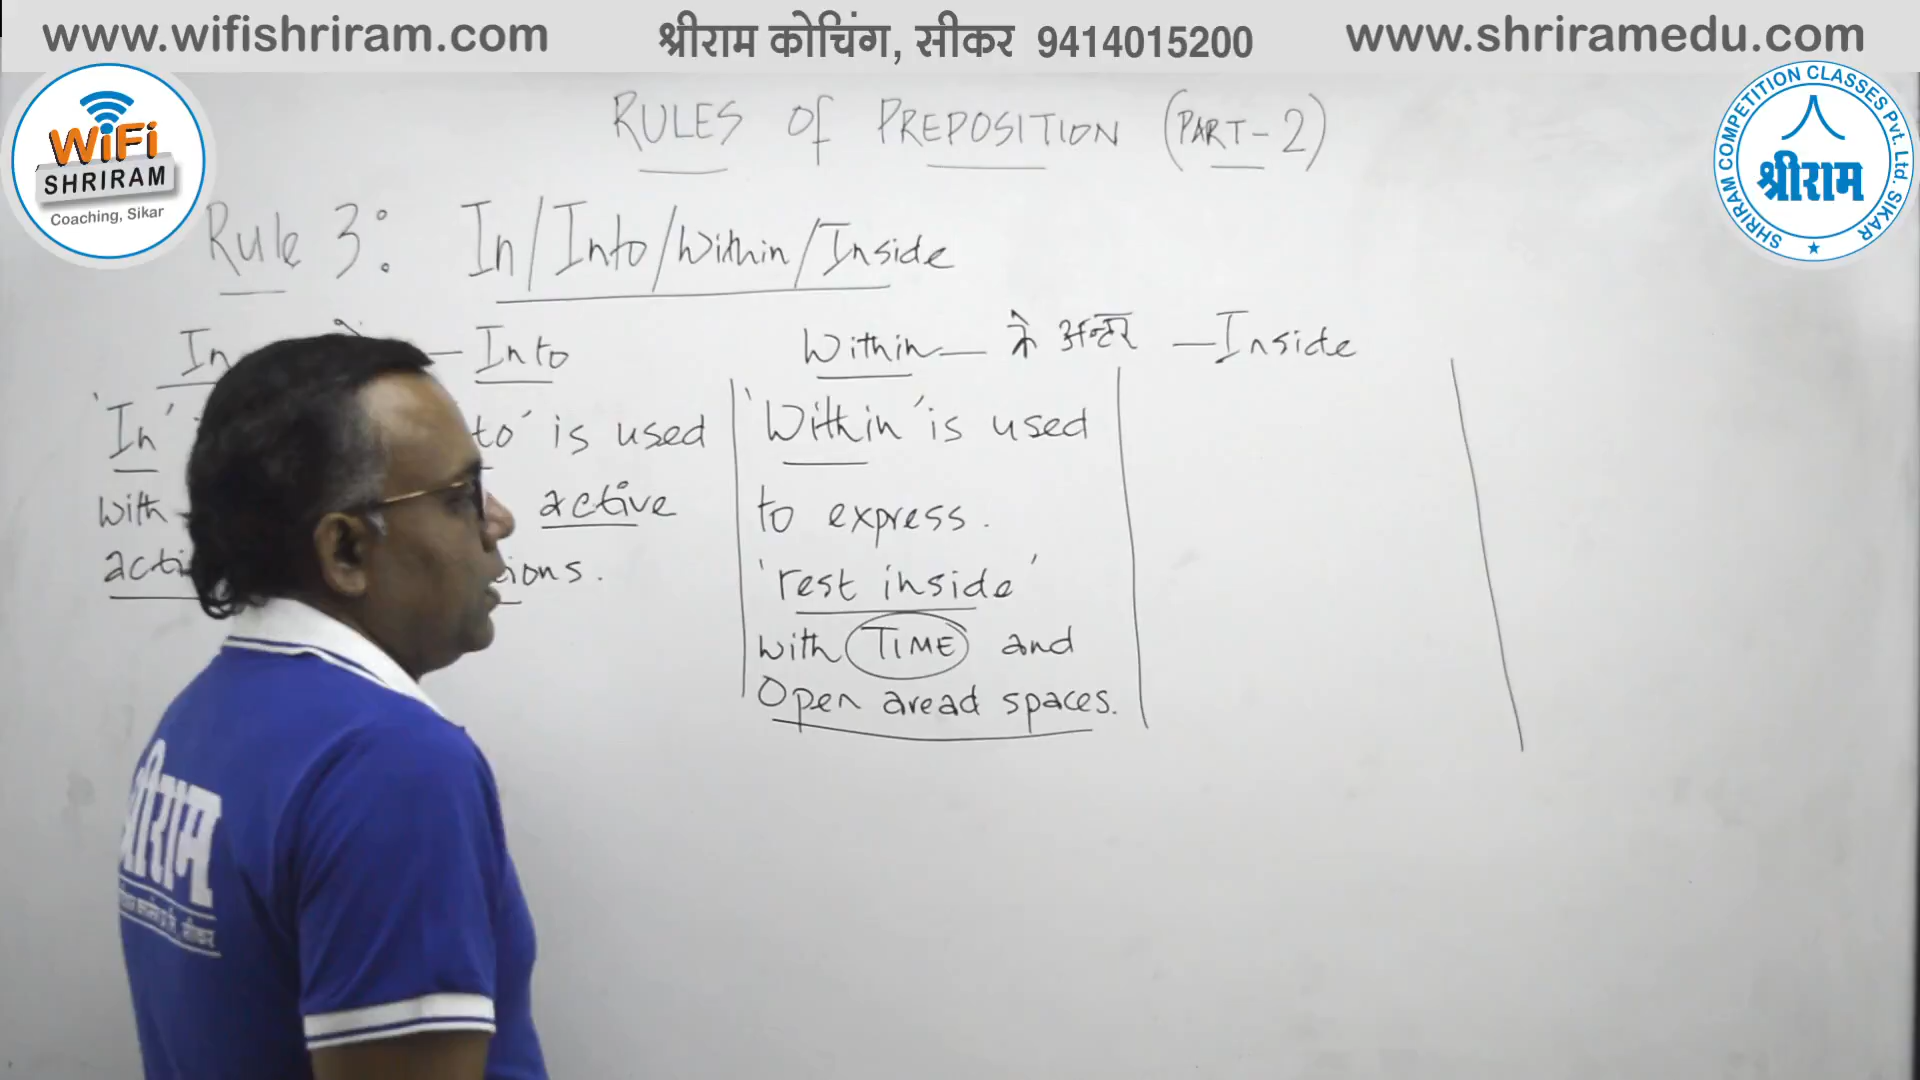 www.wifishriram.com
श्रीराम कोचिंग, सीकर 9414015200
www.shriramedu.com
WiFi
SHRIRAM
Coaching, Sikar
SHRIRAM COMPETITION CLASSES Pvt. Ltd. SIKAR
श्रीराम
RULES Of PREPOSITION (PART-2)
Rule 3: In/Into/Within/Inside
In — Into
Within — के अन्दर — Inside
'In'
with
to' is used
active
ions.
'Within' is used
to express.
'rest inside'
with TIME and
Open aread spaces.
श्रीराम